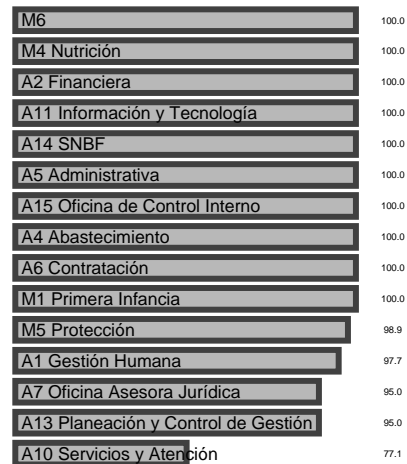 M6 100.0
M4 Nutrición 100.0
A2 Financiera 100.0
A11 Información y Tecnología 100.0
A14 SNBF 100.0
A5 Administrativa 100.0
A15 Oficina de Control Interno 100.0
A4 Abastecimiento 100.0
A6 Contratación 100.0
M1 Primera Infancia 100.0
M5 Protección 98.9
A1 Gestión Humana 97.7
A7 Oficina Asesora Jurídica 95.0
A13 Planeación y Control de Gestión 95.0
A10 Servicios y Atención 77.1